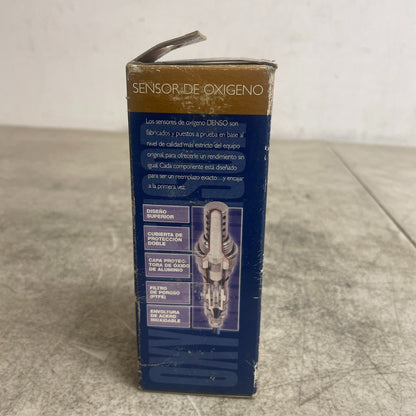 SENSOR DE OXIGENO
Los sensores de oxígeno DENSO son
fabricados y puestos a prueba en base al
nivel de calidad más estricto del equipo
original para ofrecerle un rendimiento sin
igual. Cada componente está diseñado
para ser un reemplazo exacto... y encajar
a la primera vez.
DISEÑO
SUPERIOR
CUBIERTA DE
PROTECCIÓN
DOBLE
CAPA PROTEC-
TORA DE ÓXIDO
DE ALUMINIO
FILTRO
DE POROSO
(PTFE)
ENVOLTURA
DE ACERO
INOXIDABLE